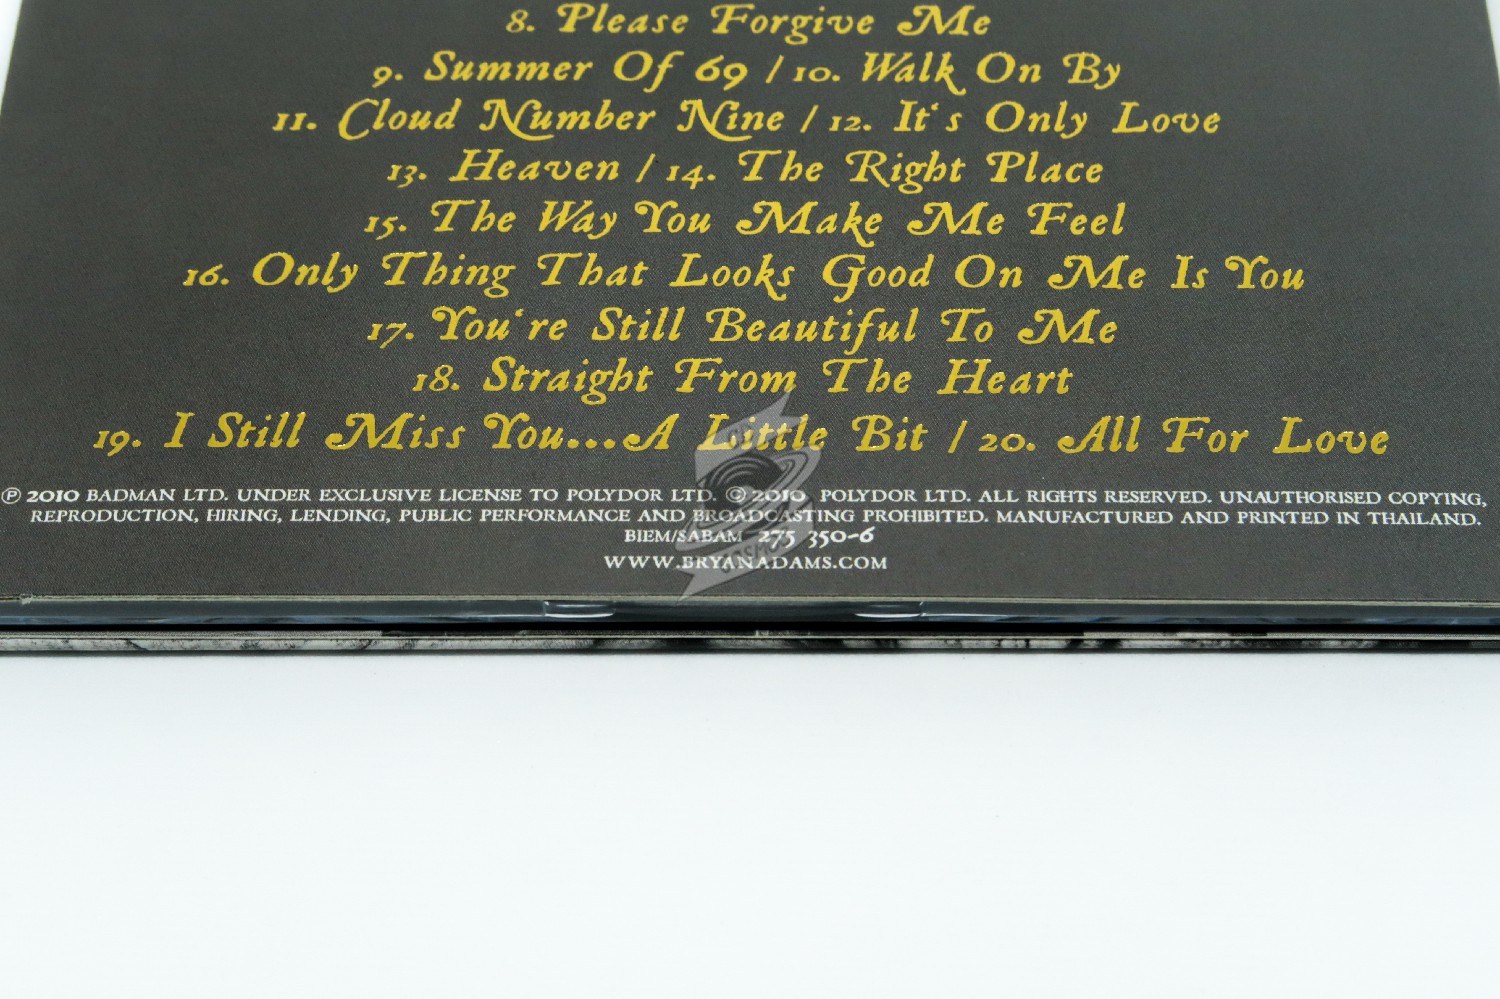 8. Please Forgive Me
9. Summer Of 69 / 10. Walk On By
11. Cloud Number Nine / 12. It's Only Love
13. Heaven / 14. The Right Place
15. The Way You Make Me Feel
16. Only Thing That Looks Good On Me Is You
17. You're Still Beautiful To Me
18. Straight From The Heart
19. I Still Miss You...A Little Bit / 20. All For Love
℗ 2010 BADMAN LTD. UNDER EXCLUSIVE LICENSE TO POLYDOR LTD. © 2010 POLYDOR LTD. ALL RIGHTS RESERVED. UNAUTHORISED COPYING,
REPRODUCTION, HIRING, LENDING, PUBLIC PERFORMANCE AND BROADCASTING PROHIBITED. MANUFACTURED AND PRINTED IN THAILAND.
BIEM/SABAM 275 350-6
WWW.BRYANADAMS.COM